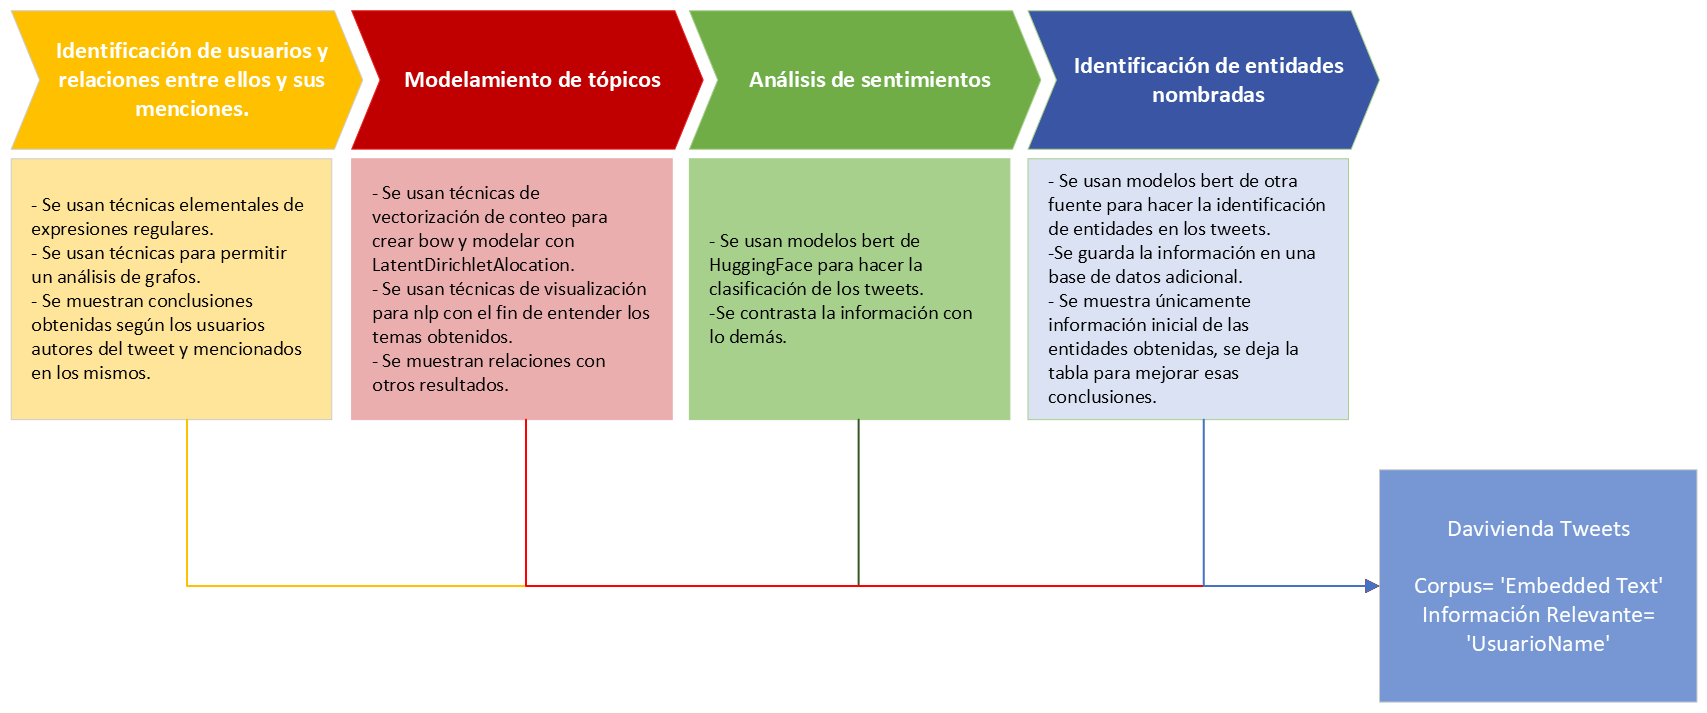 Identificación de usuarios y
relaciones entre ellos y sus
menciones.
Modelamiento de tópicos
Análisis de sentimientos
Identificación de entidades
nombradas
- Se usan técnicas elementales de
expresiones regulares.
- Se usan técnicas para permitir
un análisis de grafos.
- Se muestran conclusiones
obtenidas según los usuarios
autores del tweet y mencionados
en los mismos.
- Se usan técnicas de
vectorización de conteo para
crear bow y modelar con
LatentDirichletAlocation.
- Se usan técnicas de visualización
para nlp con el fin de entender los
temas obtenidos.
- Se muestran relaciones con
otros resultados.
- Se usan modelos bert de
HuggingFace para hacer la
clasificación de los tweets.
-Se contrasta la información con
lo demás.
- Se usan modelos bert de otra
fuente para hacer la identificación
de entidades en los tweets.
-Se guarda la información en una
base de datos adicional.
- Se muestra únicamente
información inicial de las
entidades obtenidas, se deja la
tabla para mejorar esas
conclusiones.
Davivienda Tweets
Corpus= 'Embedded Text'
Información Relevante=
'UsuarioName'